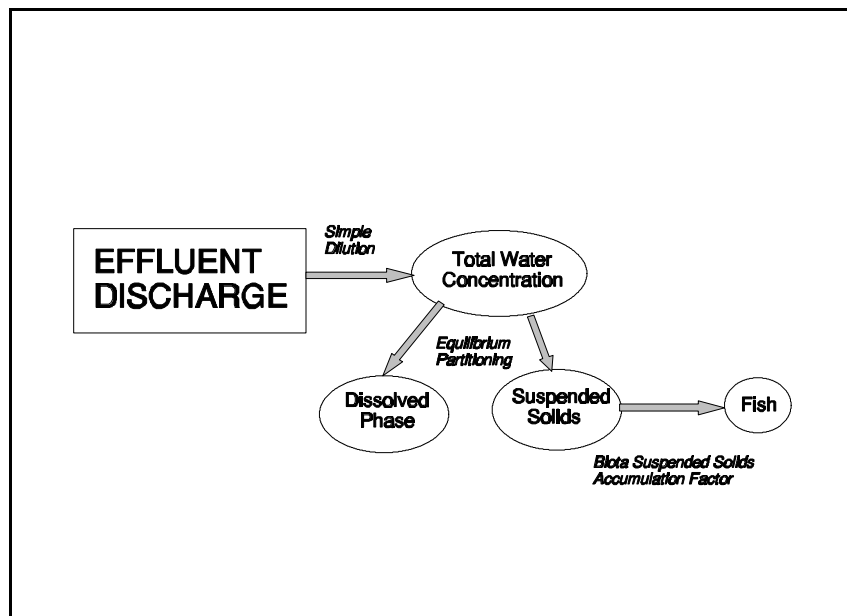 EFFLUENT
DISCHARGE
Simple
Dilution
Total Water
Concentration
Equilibrium
Partitioning
Dissolved
Phase
Suspended
Solids
Fish
Biota Suspended Solids
Accumulation Factor